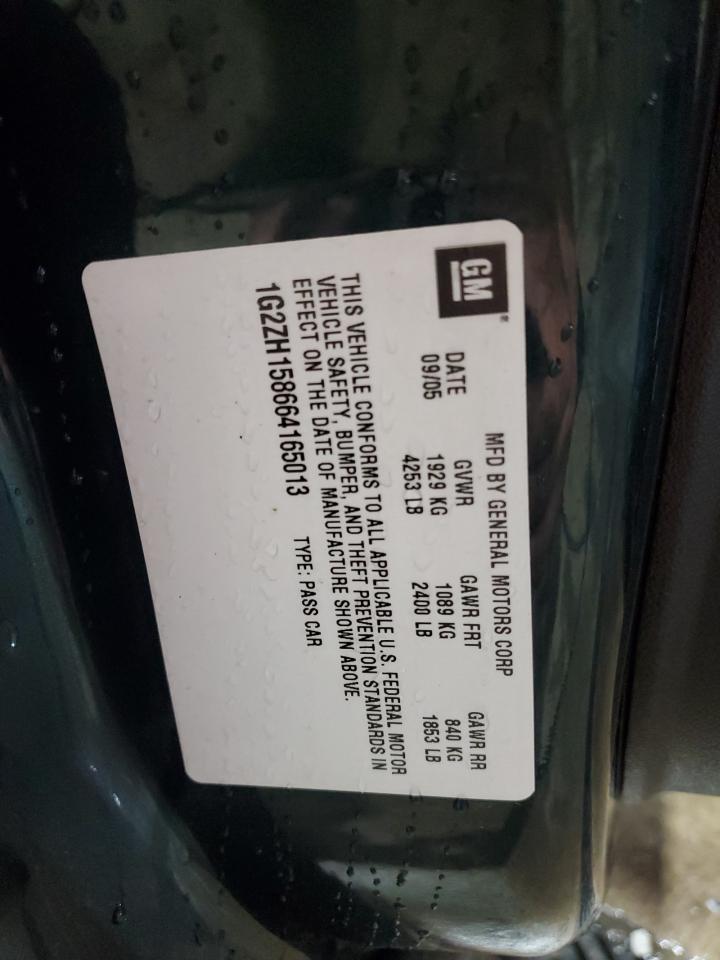 GM®
MFD BY GENERAL MOTORS CORP
DATE GVWR GAWR FRT GAWR RR
09/05 1929 KG 1089 KG 840 KG
4253 LB 2400 LB 1853 LB
THIS VEHICLE CONFORMS TO ALL APPLICABLE U.S. FEDERAL MOTOR
VEHICLE SAFETY, BUMPER, AND THEFT PREVENTION STANDARDS IN
EFFECT ON THE DATE OF MANUFACTURE SHOWN ABOVE.
1G2ZH158664165013 TYPE: PASS CAR